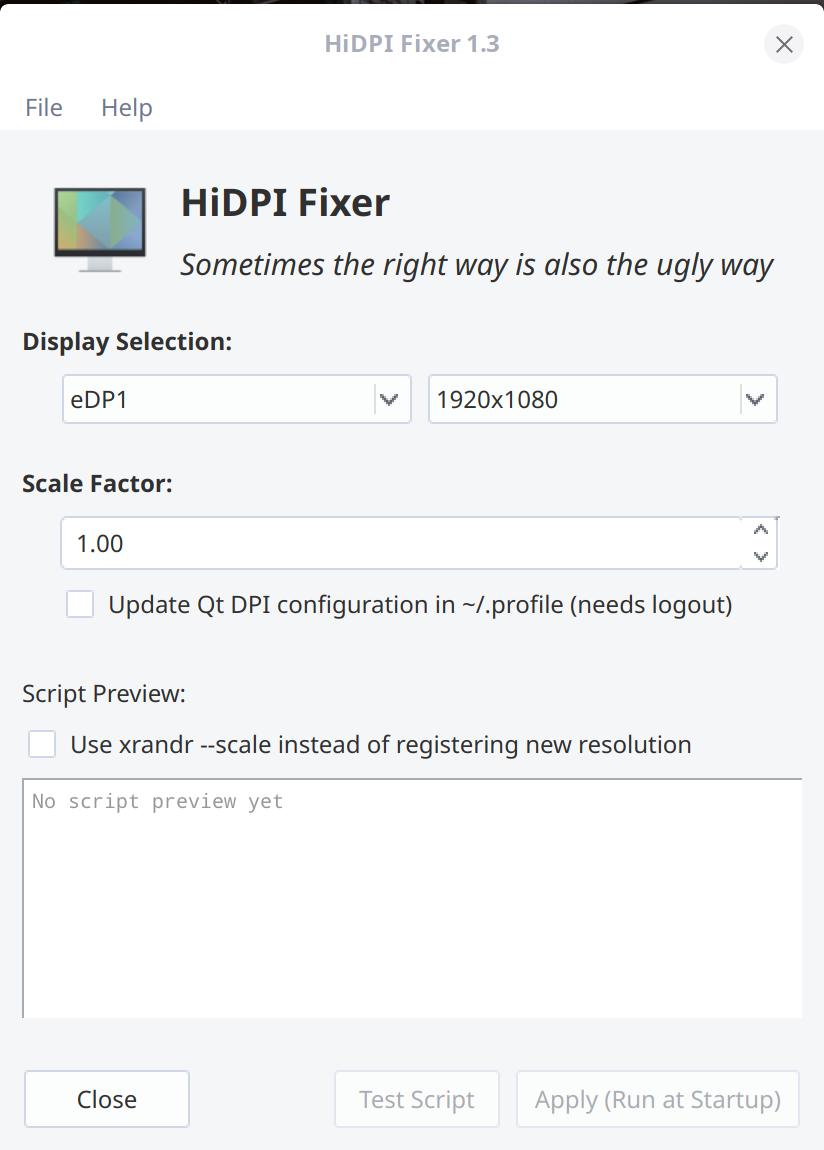 HiDPI Fixer 1.3
File Help
HiDPI Fixer
Sometimes the right way is also the ugly way
Display Selection:
eDP1 1920x1080
Scale Factor:
1.00
Update Qt DPI configuration in ~/.profile (needs logout)
Script Preview:
Use xrandr --scale instead of registering new resolution
No script preview yet
Close Test Script Apply (Run at Startup)